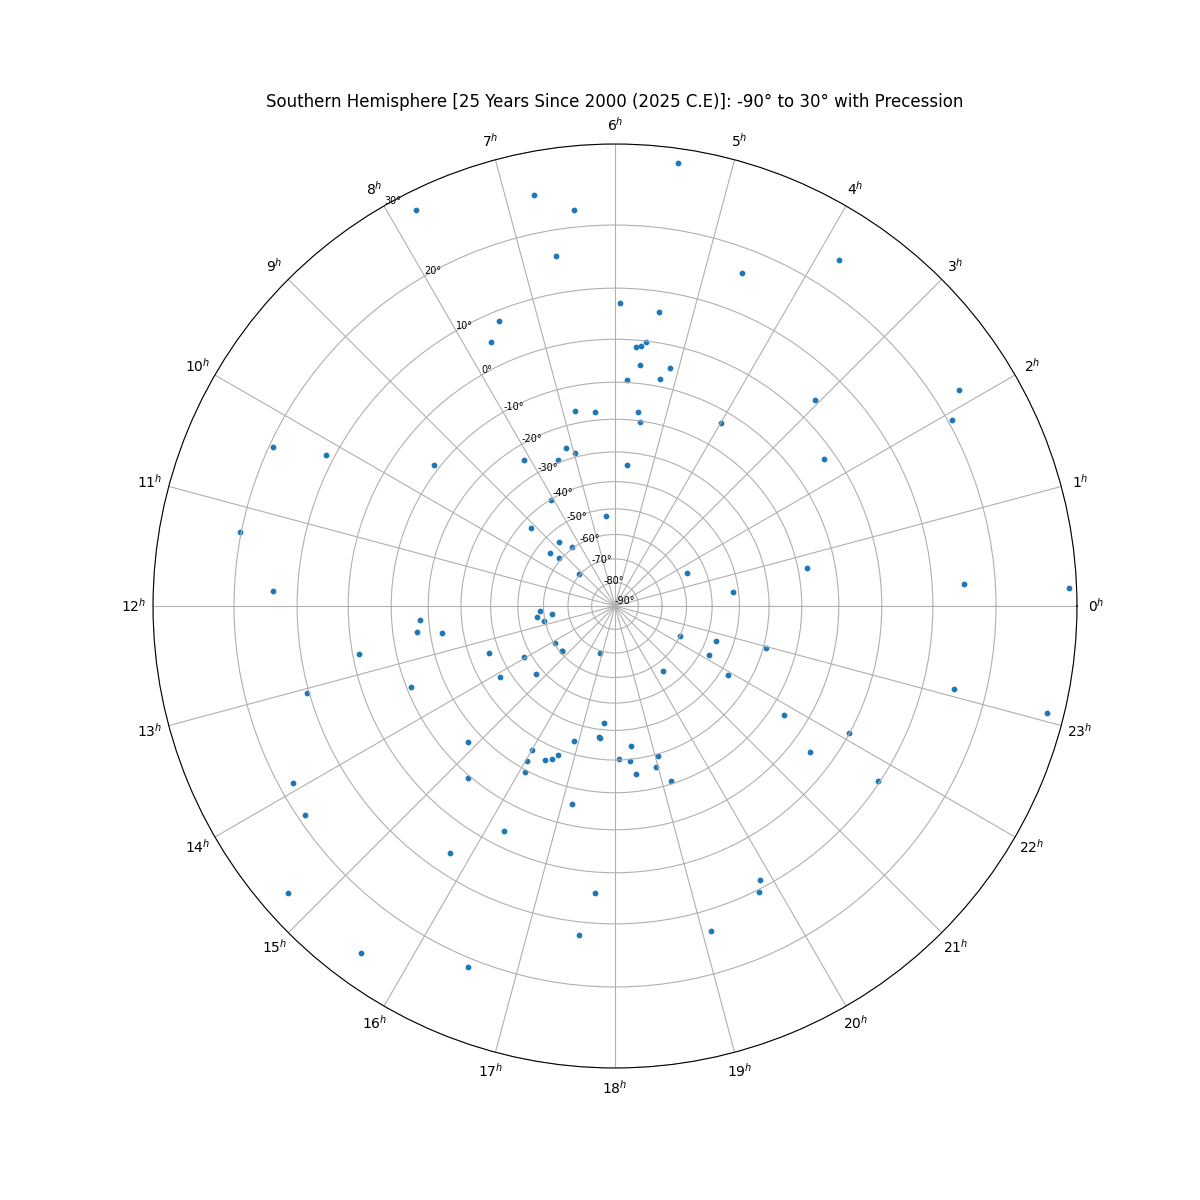 Southern Hemisphere [25 Years Since 2000 (2025 C.E)]: -90° to 30° with Precession
6h
7h
5h
8h
4h
30°
9h
3h
20°
10°
10h
2h
0°
-10°
-20°
-30°
11h
1h
-40°
-50°
-60°
-70°
-80°
-90°
12h
0h
13h
23h
14h
22h
15h
21h
16h
20h
17h
19h
18h